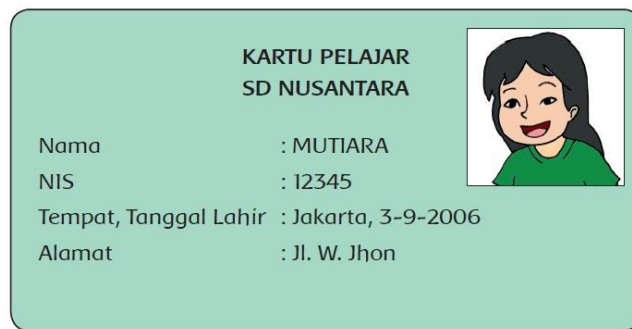 KARTU PELAJAR
SD NUSANTARA
Nama : MUTIARA
NIS : 12345
Tempat, Tanggal Lahir : Jakarta, 3-9-2006
Alamat : Jl. W. Jhon